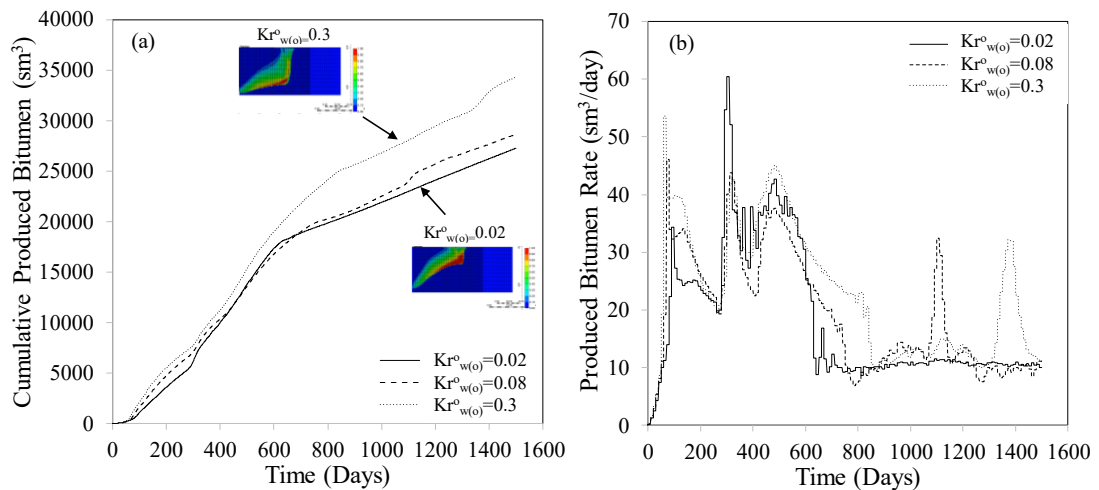 (a)
Kr°w(o)=0.3
Kr°w(o)=0.02
Cumulative Produced Bitumen (sm³)
40000
35000
30000
25000
20000
15000
10000
5000
0
Kr°w(o)=0.02
Kr°w(o)=0.08
Kr°w(o)=0.3
0 200 400 600 800 1000 1200 1400 1600
Time (Days)
(b)
Kr°w(o)=0.02
Kr°w(o)=0.08
Kr°w(o)=0.3
Produced Bitumen Rate (sm³/day)
70
60
50
40
30
20
10
0
0 200 400 600 800 1000 1200 1400 1600
Time (Days)